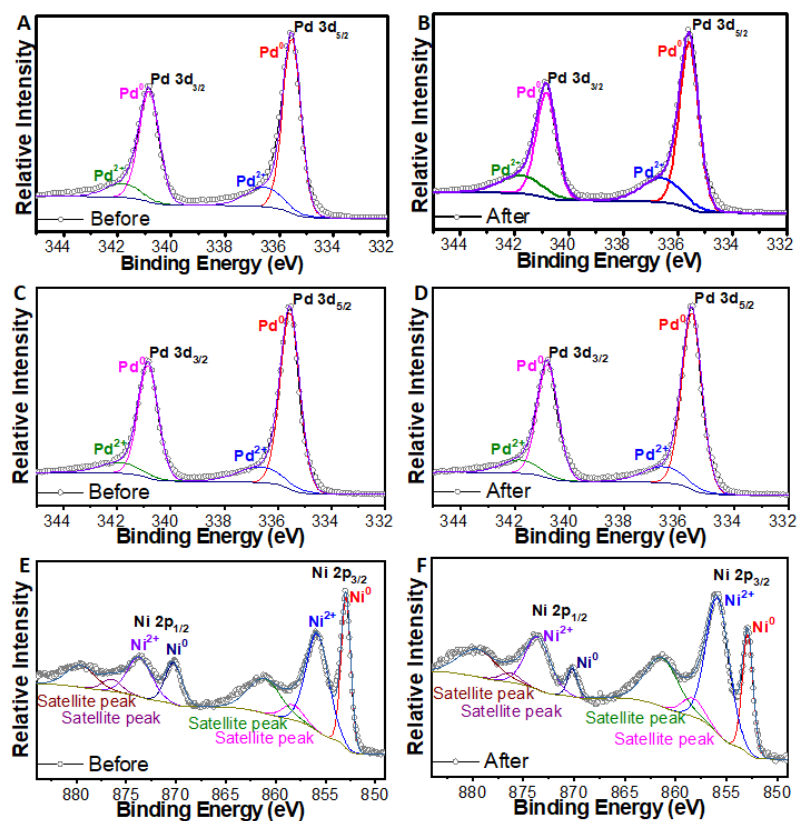 A
Pd 3d5/2
Pd0
Pd0 Pd 3d3/2
Pd2+
Pd2+
Before
344 342 340 338 336 334 332
Binding Energy (eV)
Relative Intensity
B
Pd 3d5/2
Pd0
Pd 3d3/2
Pd0
Pd2+
Pd2+
After
344 342 340 338 336 334 332
Binding Energy (eV)
Relative Intensity
C
Pd 3d5/2
Pd0
Pd 3d3/2
Pd0
Pd2+
Pd2+
Before
344 342 340 338 336 334 332
Binding Energy (eV)
Relative Intensity
D
Pd 3d5/2
Pd0
Pd 3d3/2
Pd0
Pd2+
Pd2+
After
344 342 340 338 336 334 332
Binding Energy (eV)
Relative Intensity
E
Ni 2p3/2
Ni0
Ni 2p1/2
Ni2+
Ni2+
Ni0
Satellite peak
Satellite peak
Satellite peak
Satellite peak
Before
880 875 870 865 860 855 850
Binding Energy (eV)
Relative Intensity
F
Ni 2p3/2
Ni2+
Ni0
Ni 2p1/2
Ni2+
Ni0
Satellite peak
Satellite peak
Satellite peak
Satellite peak
After
880 875 870 865 860 855 850
Binding Energy (eV)
Relative Intensity